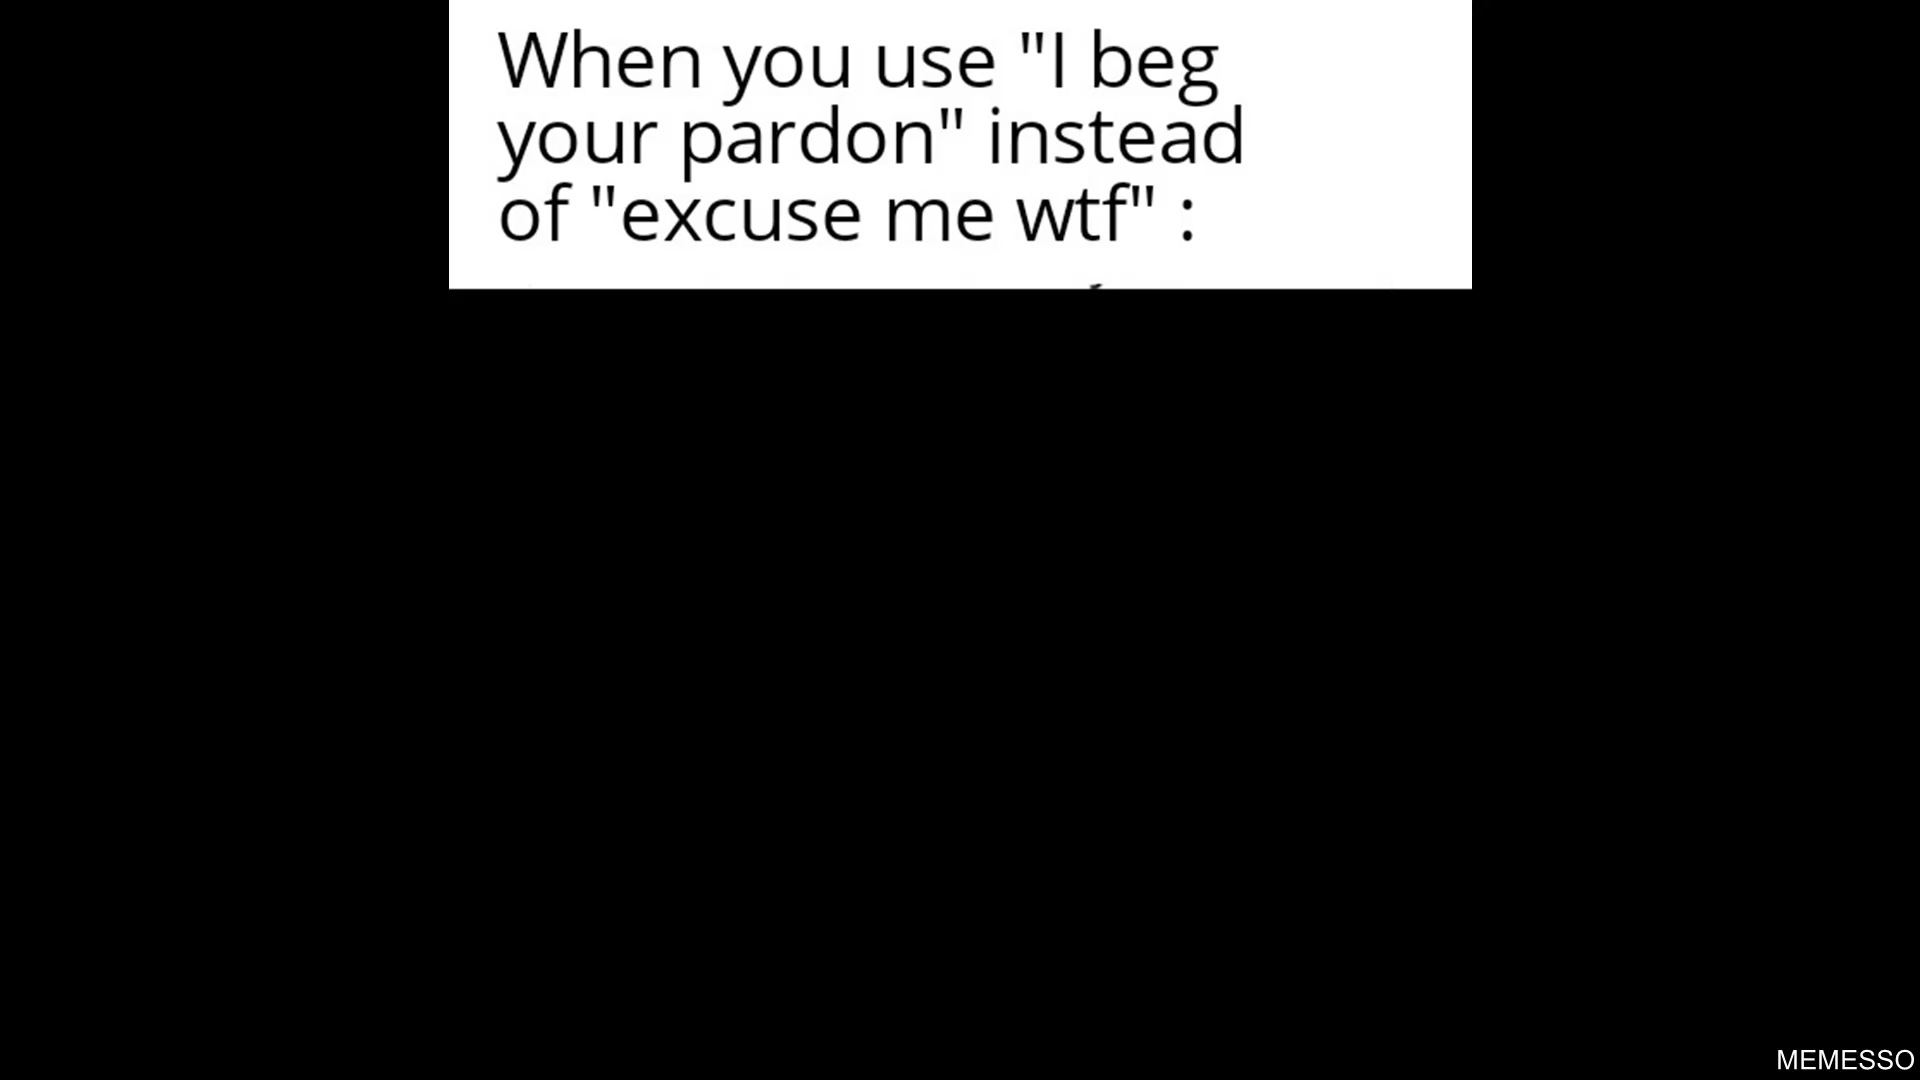 When you use "I beg
your pardon" instead
of "excuse me wtf" :
MEMESSO